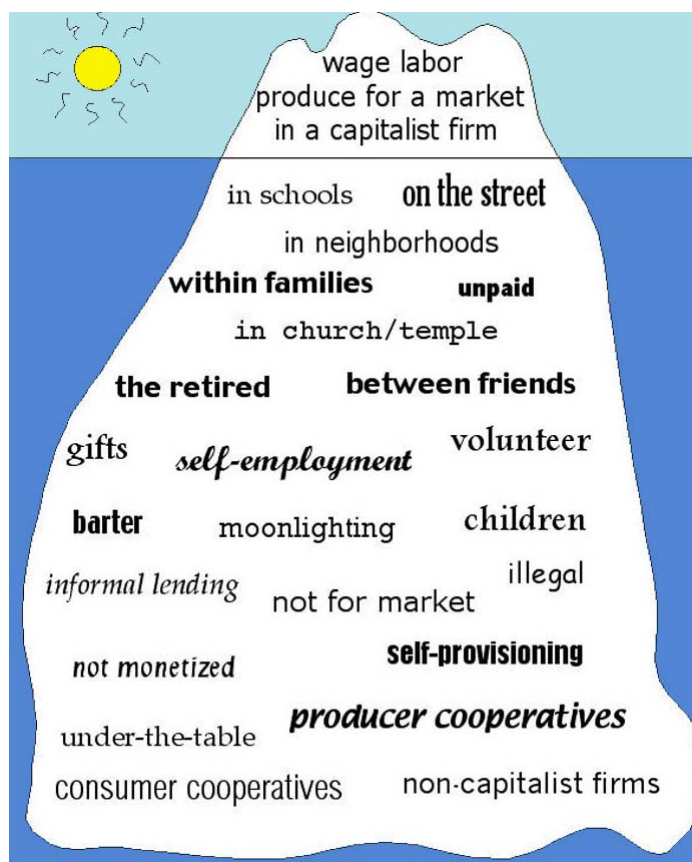 wage labor
produce for a market
in a capitalist firm
in schools
on the street
in neighborhoods
within families
unpaid
in church/temple
the retired
between friends
gifts
self-employment
volunteer
barter
moonlighting
children
informal lending
illegal
not for market
not monetized
self-provisioning
under-the-table
producer cooperatives
consumer cooperatives
non-capitalist firms